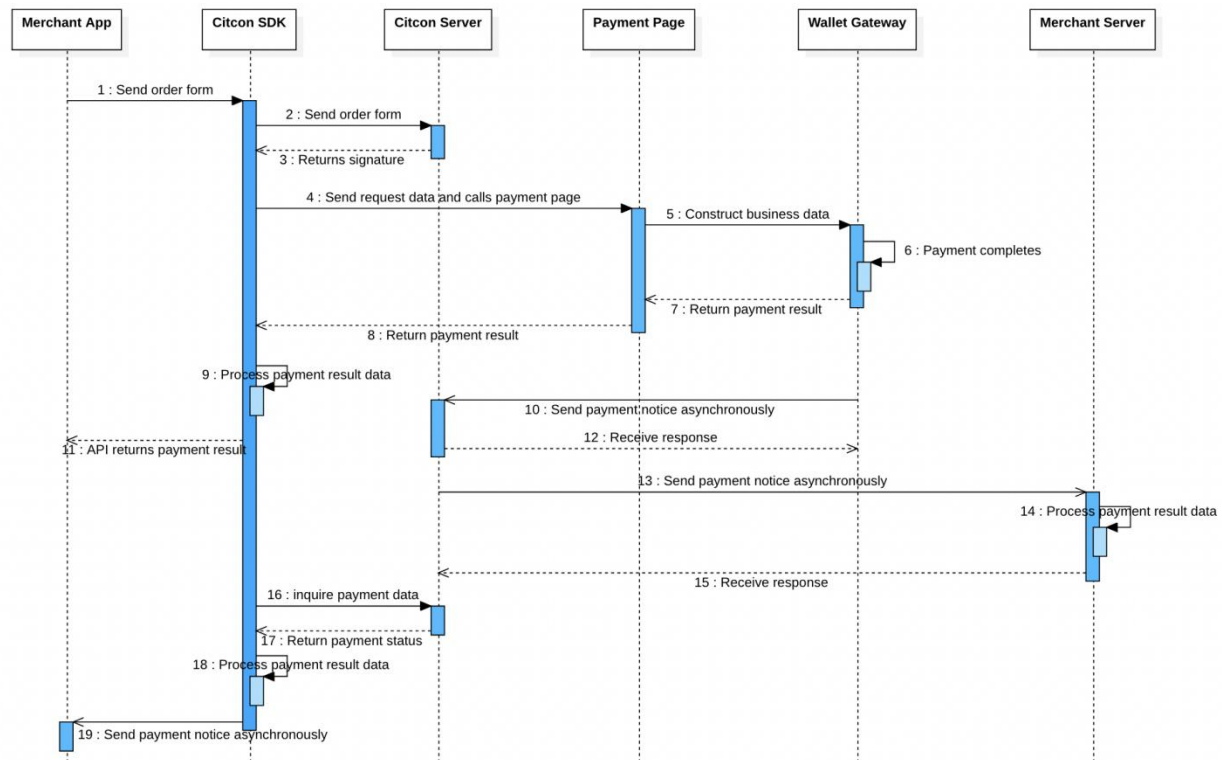 Merchant App
Citcon SDK
Citcon Server
Payment Page
Wallet Gateway
Merchant Server
1 : Send order form
2 : Send order form
3 : Returns signature
4 : Send request data and calls payment page
5 : Construct business data
6 : Payment completes
7 : Return payment result
8 : Return payment result
9 : Process payment result data
10 : Send payment notice asynchronously
12 : Receive response
11 : API returns payment result
13 : Send payment notice asynchronously
14 : Process payment result data
15 : Receive response
16 : inquire payment data
17 : Return payment status
18 : Process payment result data
19 : Send payment notice asynchronously